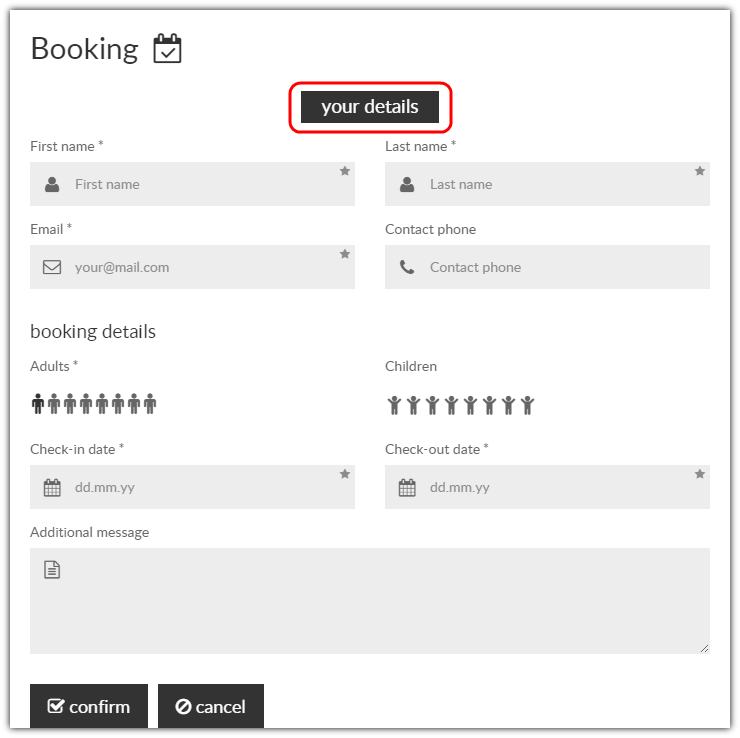 Booking
your details
First name *
Last name *
First name
Last name
Email *
Contact phone
your@mail.com
Contact phone
booking details
Adults *
Children
Check-in date *
Check-out date *
dd.mm.yy
dd.mm.yy
Additional message
confirm
cancel